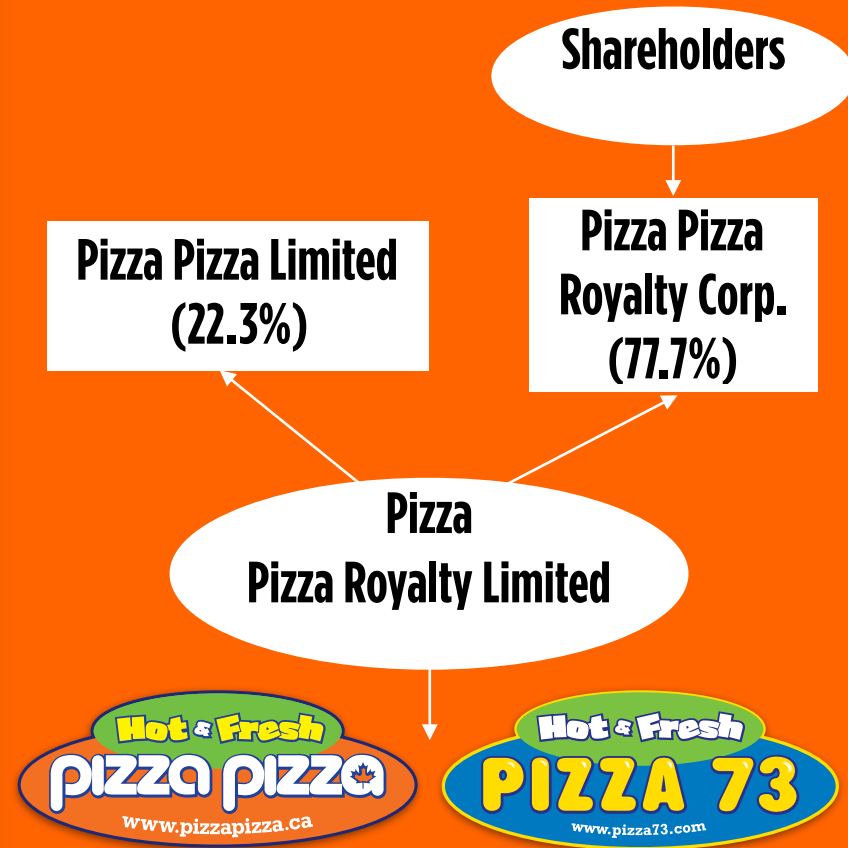 Shareholders
Pizza Pizza Limited
(22.3%)
Pizza Pizza
Royalty Corp.
(77.7%)
Pizza
Pizza Royalty Limited
Hot & Fresh
pizza pizza
www.pizzapizza.ca
Hot & Fresh
PIZZA 73
www.pizza73.com